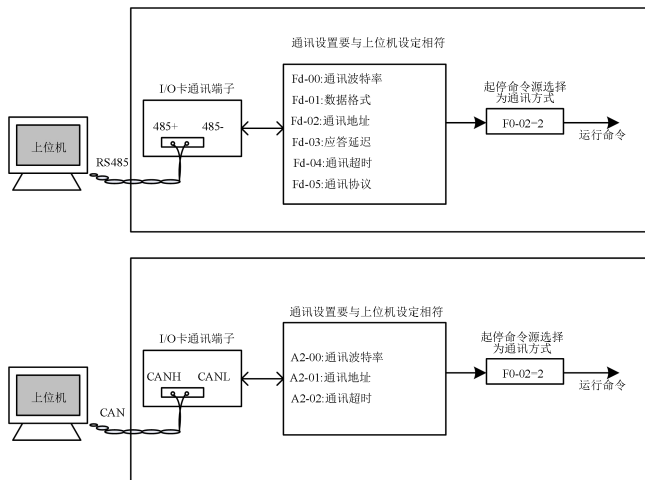 通讯设置要与上位机设定相符
I/O卡通讯端子
485+ 485-
上位机
RS485
Fd-00:通讯波特率
Fd-01:数据格式
Fd-02:通讯地址
Fd-03:应答延迟
Fd-04:通讯超时
Fd-05:通讯协议
起停命令源选择
为通讯方式
F0-02=2
运行命令
通讯设置要与上位机设定相符
I/O卡通讯端子
CANH CANL
上位机
CAN
A2-00:通讯波特率
A2-01:通讯地址
A2-02:通讯超时
起停命令源选择
为通讯方式
F0-02=2
运行命令